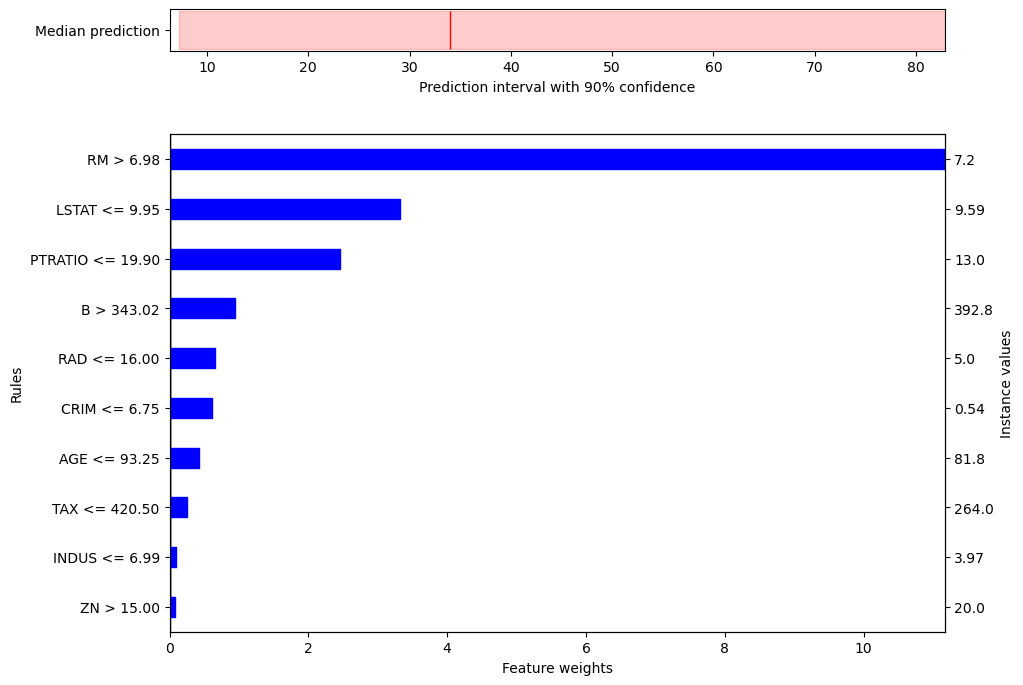 Median prediction
10 20 30 40 50 60 70 80
Prediction interval with 90% confidence
RM > 6.98 7.2
LSTAT <= 9.95 9.59
PTRATIO <= 19.90 13.0
B > 343.02 392.8
RAD <= 16.00 5.0
CRIM <= 6.75 0.54
AGE <= 93.25 81.8
TAX <= 420.50 264.0
INDUS <= 6.99 3.97
ZN > 15.00 20.0
Rules
Instance values
0 2 4 6 8 10
Feature weights